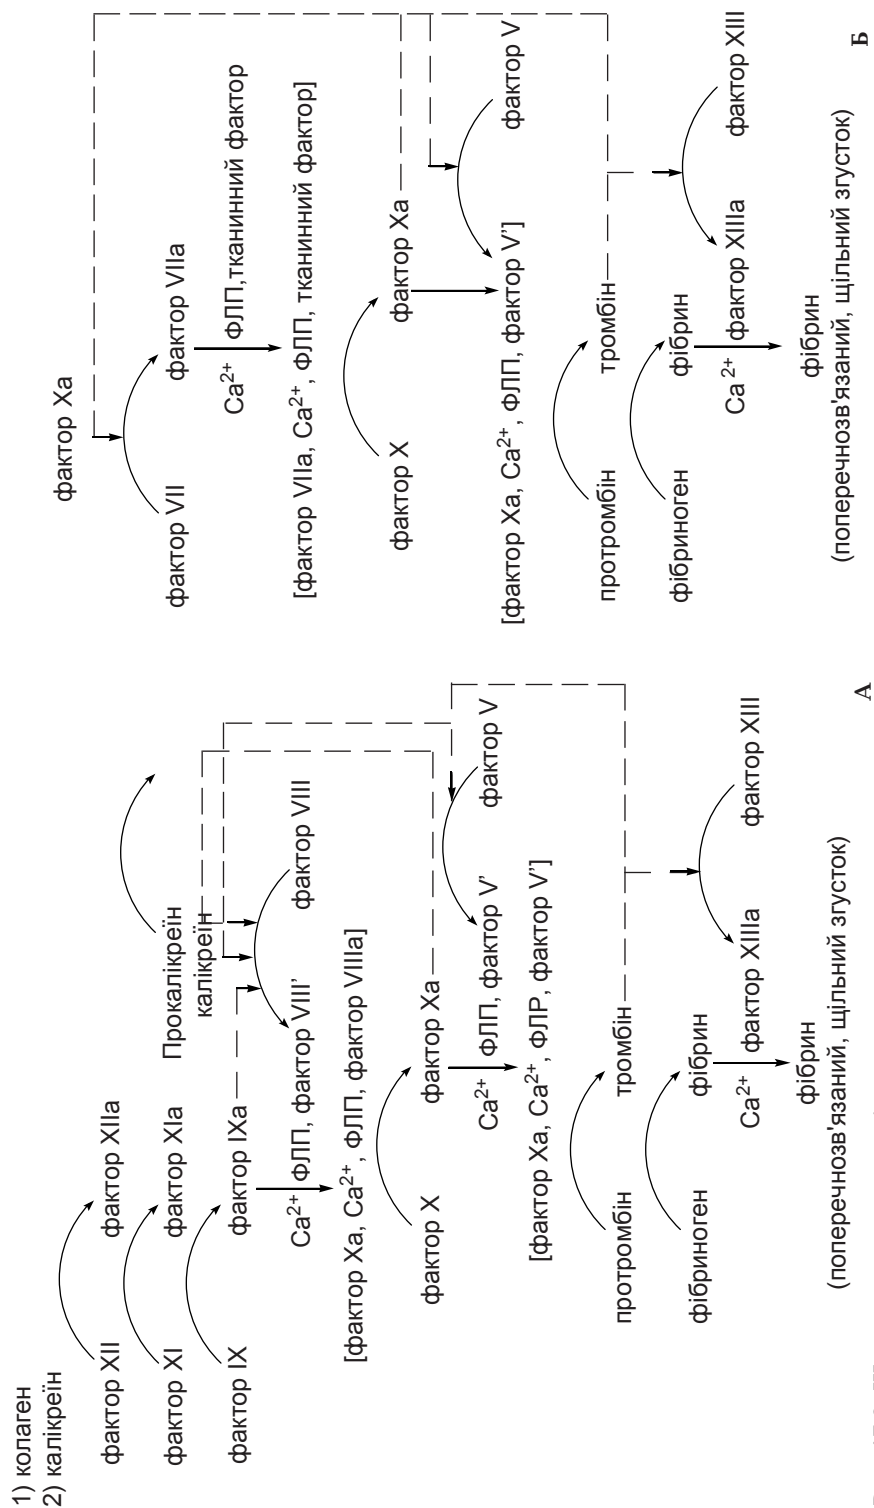 1) колаген
2) калікреїн
фактор XII фактор XIIa
Прокалікреїн
фактор XI фактор XIa
калікреїн
фактор IX фактор IXa
Ca2+ ФЛП, фактор VIII' фактор VIII
[фактор Xa, Ca2+, ФЛП, фактор VIIIa]
фактор X фактор Xa
Ca2+ ФЛП, фактор V' фактор V
[фактор Xa, Ca2+, ФЛР, фактор V']
протромбін тромбін
фібриноген фібрин
Ca2+ фактор XIIIa фактор XIII
фібрин
(поперечнозв'язаний, щільний згусток)
А
фактор Xa
фактор VII фактор VIIa
Ca2+ ФЛП,тканинний фактор
[фактор VIIa, Ca2+, ФЛП, тканинний фактор]
фактор X фактор Xa
[фактор Xa, Ca2+, ФЛП, фактор V'] фактор V
протромбін тромбін
фібриноген фібрин
Ca 2+ фактор XIIIa фактор XIII
фібрин
(поперечнозв'язаний, щільний згусток)
Б